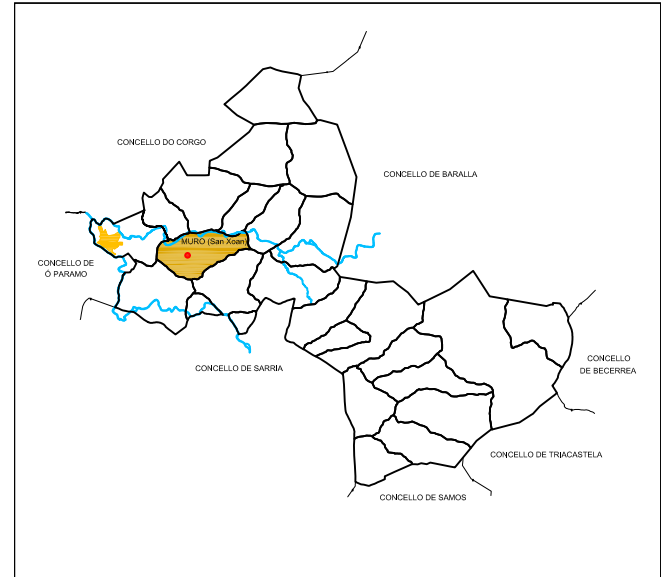 CONCELLO DO CORGO
CONCELLO DE BARALLA
MURO (San Xoan)
CONCELLO DE
Ó PARAMO
CONCELLO DE SARRIA
CONCELLO
DE BECERREA
CONCELLO DE TRIACASTELA
CONCELLO DE SAMOS